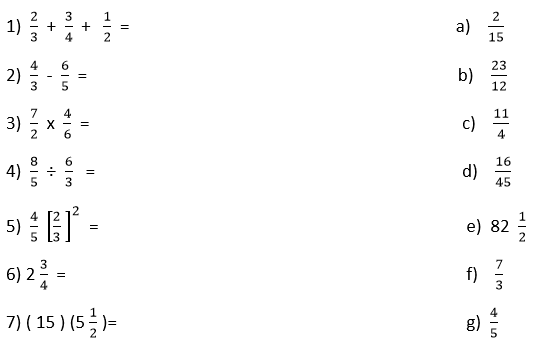 1) 2/3 + 3/4 + 1/2 = a) 2/15
2) 4/3 - 6/5 = b) 23/12
3) 7/2 x 4/6 = c) 11/4
4) 8/5 ÷ 6/3 = d) 16/45
5) 4/5 [2/3]² = e) 82 1/2
6) 2 3/4 = f) 7/3
7) ( 15 ) (5 1/2 )= g) 4/5